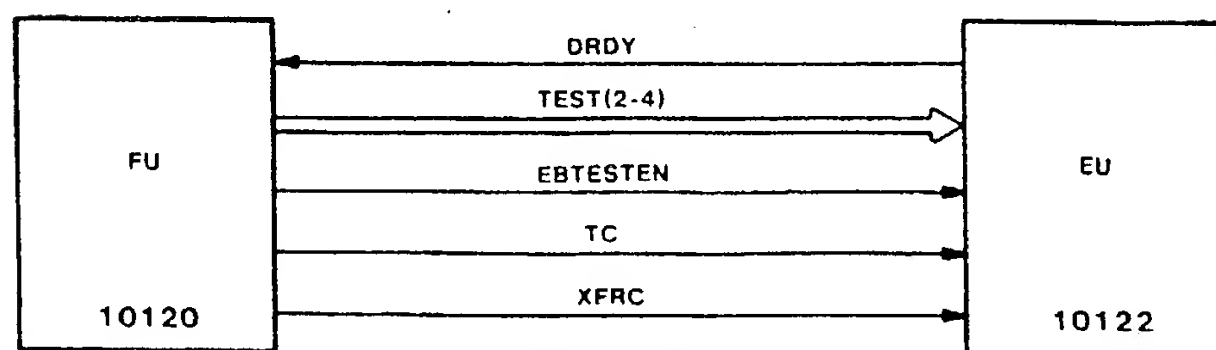 DRDY
TEST(2-4)
FU
EBTESTEN
EU
TC
XFRC
10120
10122